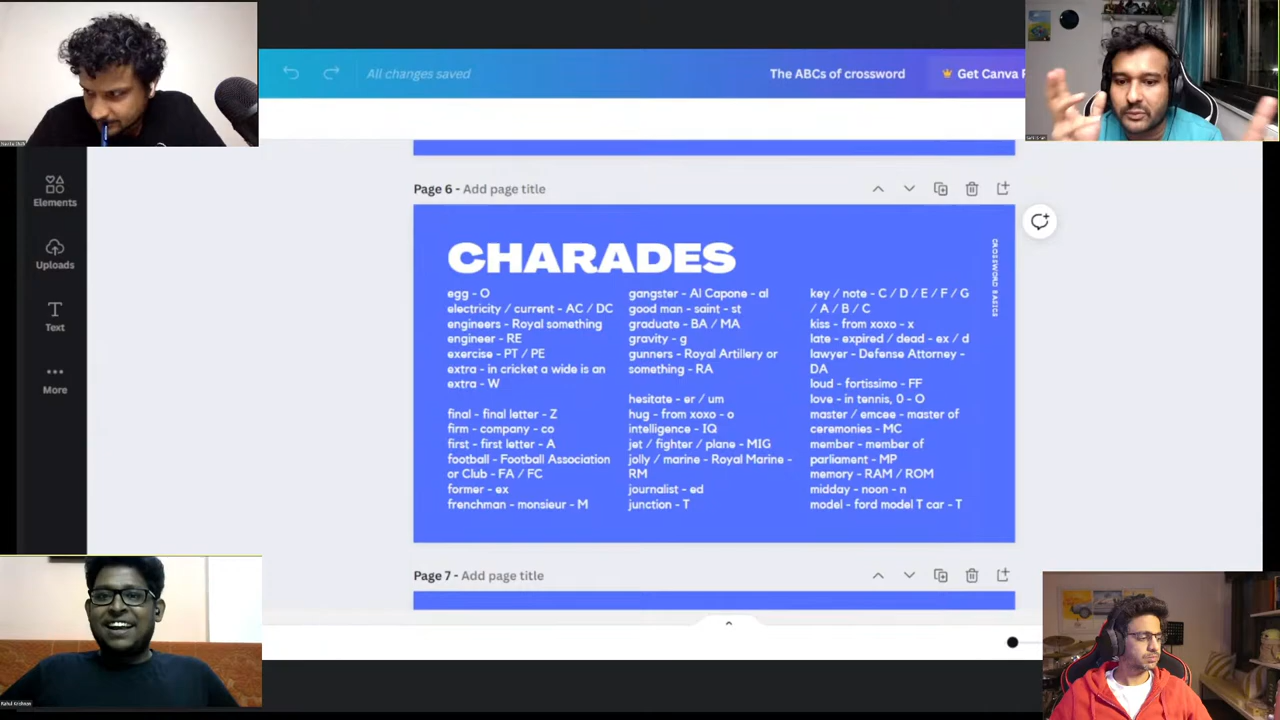 All changes saved
The ABCs of crossword
Get Canva P
Elements
Uploads
Text
More
Page 6 - Add page title
CHARADES
CROSSWORD BASICS
egg - O
electricity / current - AC / DC
engineers - Royal something
engineer - RE
exercise - PT / PE
extra - in cricket a wide is an
extra - W
final - final letter - Z
firm - company - co
first - first letter - A
football - Football Association
or Club - FA / FC
former - ex
frenchman - monsieur - M
gangster - Al Capone - al
good man - saint - st
graduate - BA / MA
gravity - g
gunners - Royal Artillery or
something - RA
hesitate - er / um
hug - from xoxo - o
intelligence - IQ
jet / fighter / plane - MIG
jolly / marine - Royal Marine -
RM
journalist - ed
junction - T
key / note - C / D / E / F / G
/ A / B / C
kiss - from xoxo - x
late - expired / dead - ex / d
lawyer - Defense Attorney -
DA
loud - fortissimo - FF
love - in tennis, 0 - O
master / emcee - master of
ceremonies - MC
member - member of
parliament - MP
memory - RAM / ROM
midday - noon - n
model - ford model T car - T
Page 7 - Add page title
Rahul Krishnan